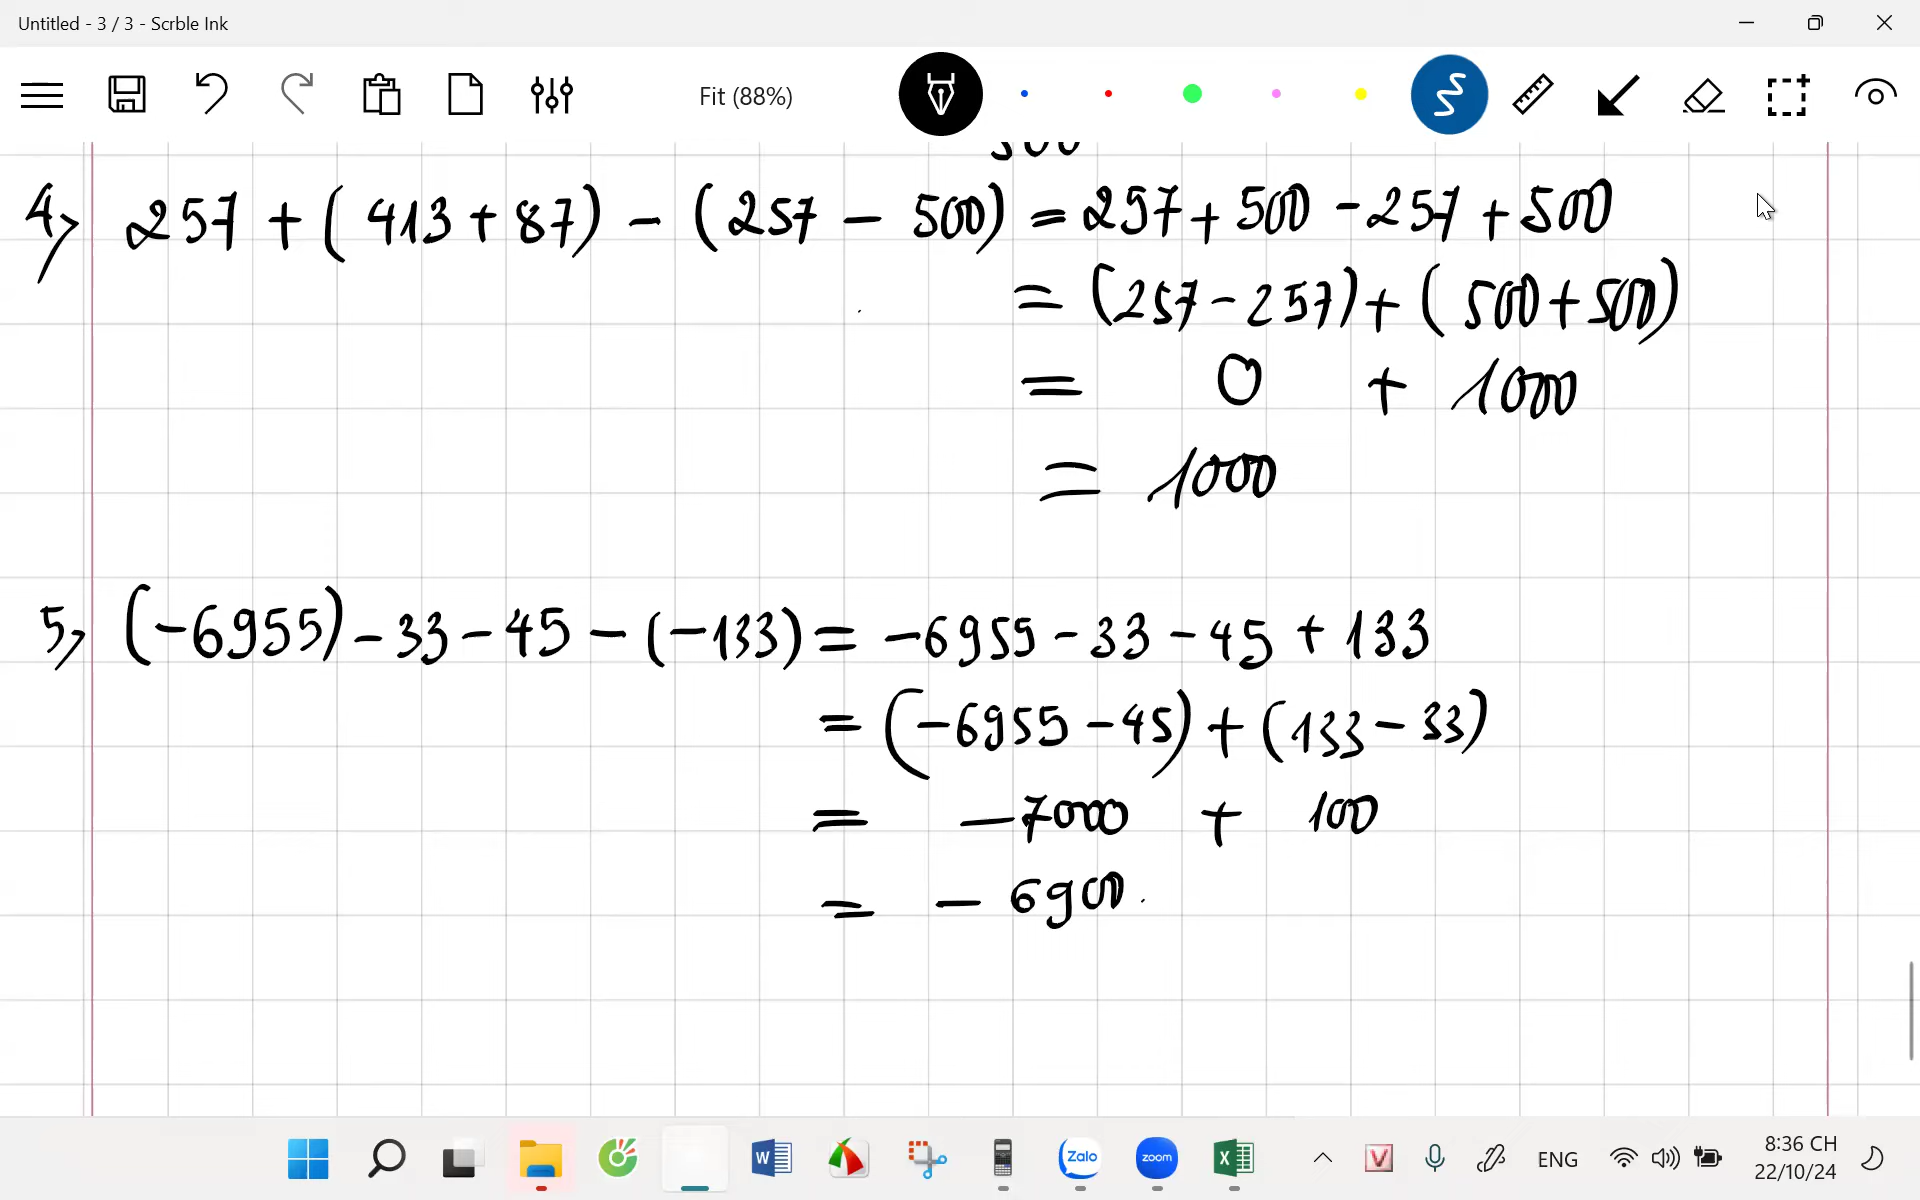 Untitled - 3 / 3 - Scrble Ink
Fit (88%)
4, 257 + (413 + 87) - (257 - 500) = 257 + 500 - 257 + 500
= (257 - 257) + (500 + 500)
= 0 + 1000
= 1000
5, (-6955) - 33 - 45 - (-133) = -6955 - 33 - 45 + 133
= (-6955 - 45) + (133 - 33)
= -7000 + 100
= - 6900.
W
Zalo
zoom
X
V
ENG
8:36 CH
22/10/24